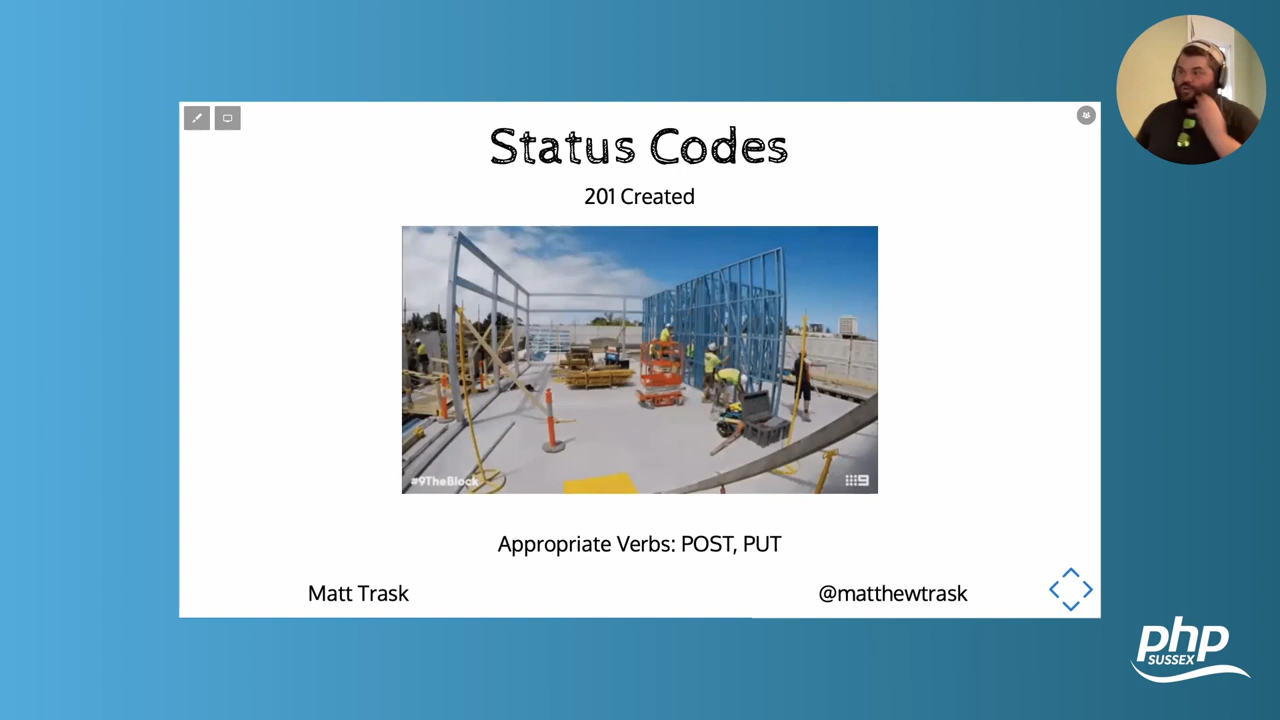 Status Codes
201 Created
#9TheBlock
9
Appropriate Verbs: POST, PUT
Matt Trask
@matthewtrask
php
SUSSEX